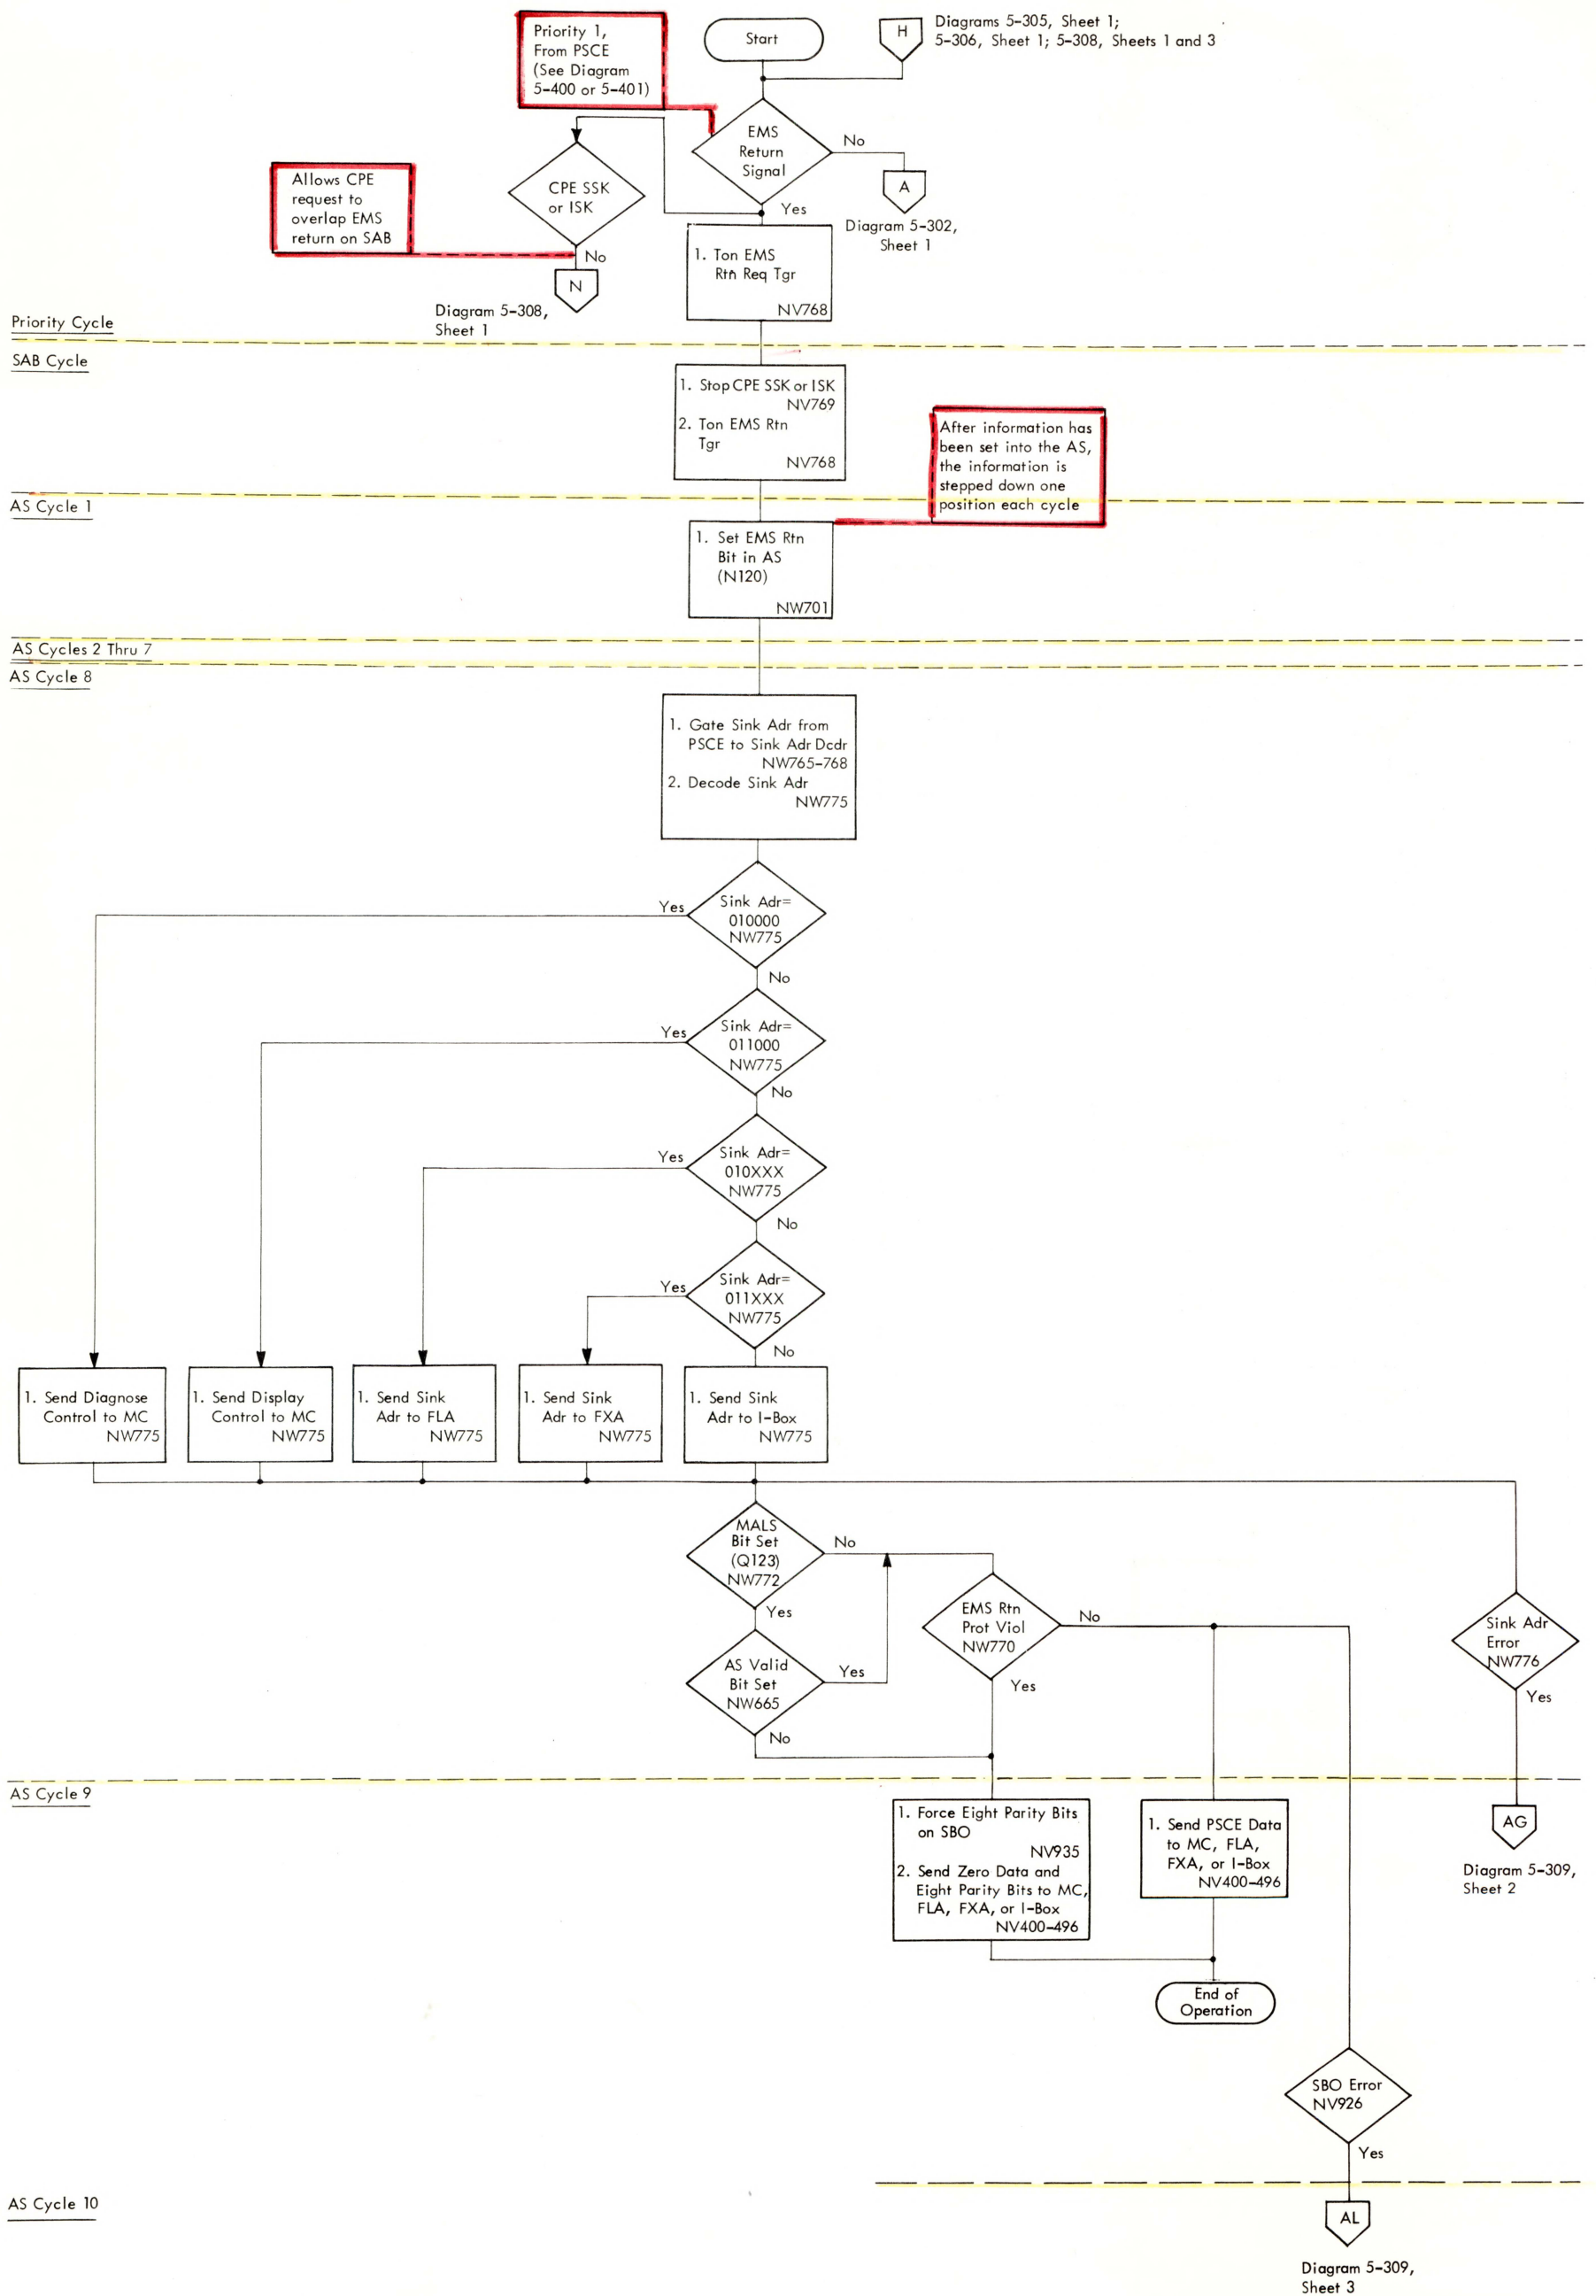 Priority 1,
From PSCE
(See Diagram
5-400 or 5-401)
Start
H
Diagrams 5-305, Sheet 1;
5-306, Sheet 1; 5-308, Sheets 1 and 3
EMS
Return
Signal
No
A
Diagram 5-302,
Sheet 1
Yes
CPE SSK
or ISK
No
N
Diagram 5-308,
Sheet 1
Allows CPE
request to
overlap EMS
return on SAB
1. Ton EMS
Rtn Req Tgr
NV768
Priority Cycle
SAB Cycle
1. Stop CPE SSK or ISK
NV769
2. Ton EMS Rtn
Tgr
NV768
After information has
been set into the AS,
the information is
stepped down one
position each cycle
AS Cycle 1
1. Set EMS Rtn
Bit in AS
(N120)
NW701
AS Cycles 2 Thru 7
AS Cycle 8
1. Gate Sink Adr from
PSCE to Sink Adr Dcdr
NW765-768
2. Decode Sink Adr
NW775
Sink Adr=
010000
NW775
Yes
No
Sink Adr=
011000
NW775
Yes
No
Sink Adr=
010XXX
NW775
Yes
No
Sink Adr=
011XXX
NW775
Yes
No
1. Send Diagnose
Control to MC
NW775
1. Send Display
Control to MC
NW775
1. Send Sink
Adr to FLA
NW775
1. Send Sink
Adr to FXA
NW775
1. Send Sink
Adr to I-Box
NW775
MALS
Bit Set
(Q123)
NW772
No
Yes
AS Valid
Bit Set
NW665
Yes
No
EMS Rtn
Prot Viol
NW770
No
Yes
Sink Adr
Error
NW776
Yes
AS Cycle 9
1. Force Eight Parity Bits
on SBO
NV935
2. Send Zero Data and
Eight Parity Bits to MC,
FLA, FXA, or I-Box
NV400-496
1. Send PSCE Data
to MC, FLA,
FXA, or I-Box
NV400-496
AG
Diagram 5-309,
Sheet 2
End of
Operation
SBO Error
NV926
Yes
AS Cycle 10
AL
Diagram 5-309,
Sheet 3